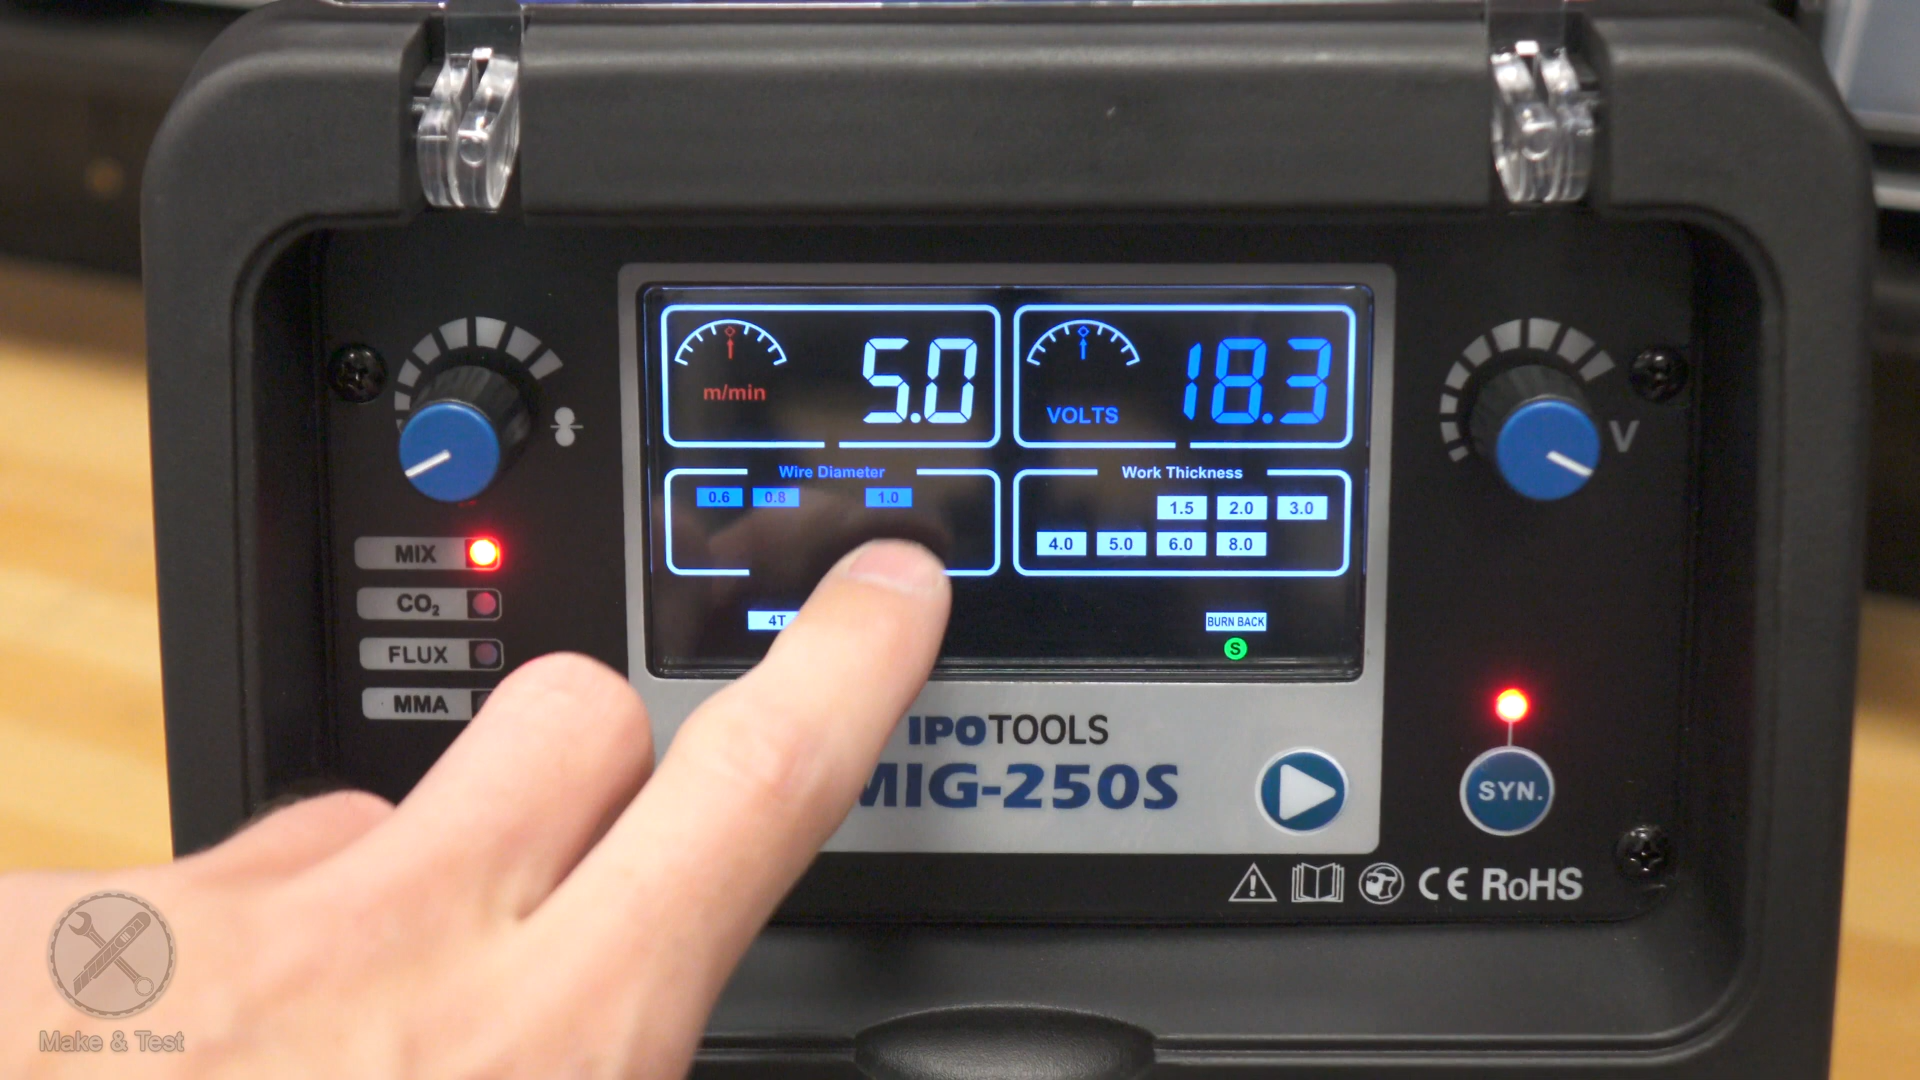 5.0
m/min
18.3
VOLTS
V
Wire Diameter
0.6 0.8 1.0
Work Thickness
1.5 2.0 3.0
4.0 5.0 6.0 8.0
MIX
CO₂
FLUX
MMA
4T
BURN BACK
S
IPOTOOLS
MIG-250S
SYN.
CE RoHS
Make & Test